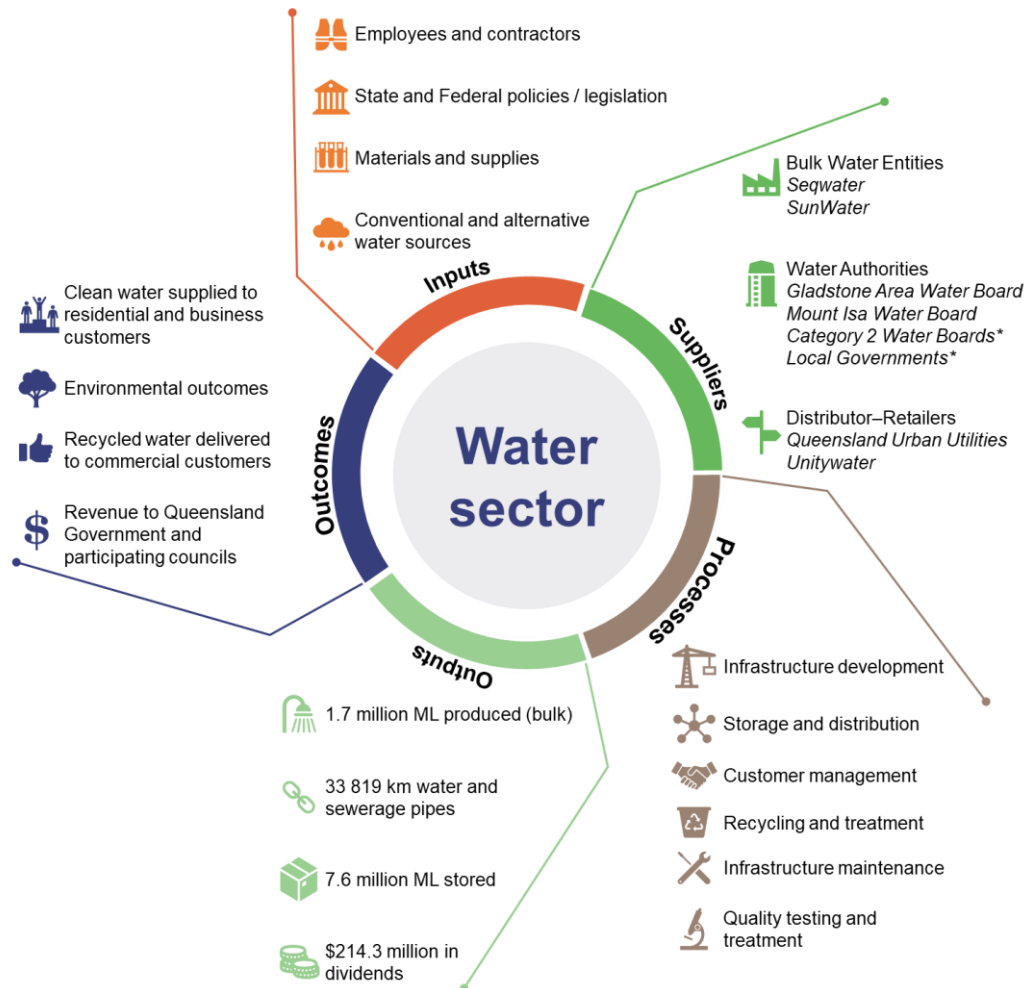 Employees and contractors
State and Federal policies / legislation
Materials and supplies
Conventional and alternative
water sources
Inputs
Bulk Water Entities
Seqwater
SunWater
Water Authorities
Gladstone Area Water Board
Mount Isa Water Board
Category 2 Water Boards*
Local Governments*
Distributor–Retailers
Queensland Urban Utilities
Unitywater
Suppliers
Clean water supplied to
residential and business
customers
Environmental outcomes
Recycled water delivered
to commercial customers
$
Revenue to Queensland
Government and
participating councils
Outcomes
Water
sector
Processes
Infrastructure development
Storage and distribution
Customer management
Recycling and treatment
Infrastructure maintenance
Quality testing and
treatment
Outputs
1.7 million ML produced (bulk)
33 819 km water and
sewerage pipes
7.6 million ML stored
$214.3 million in
dividends